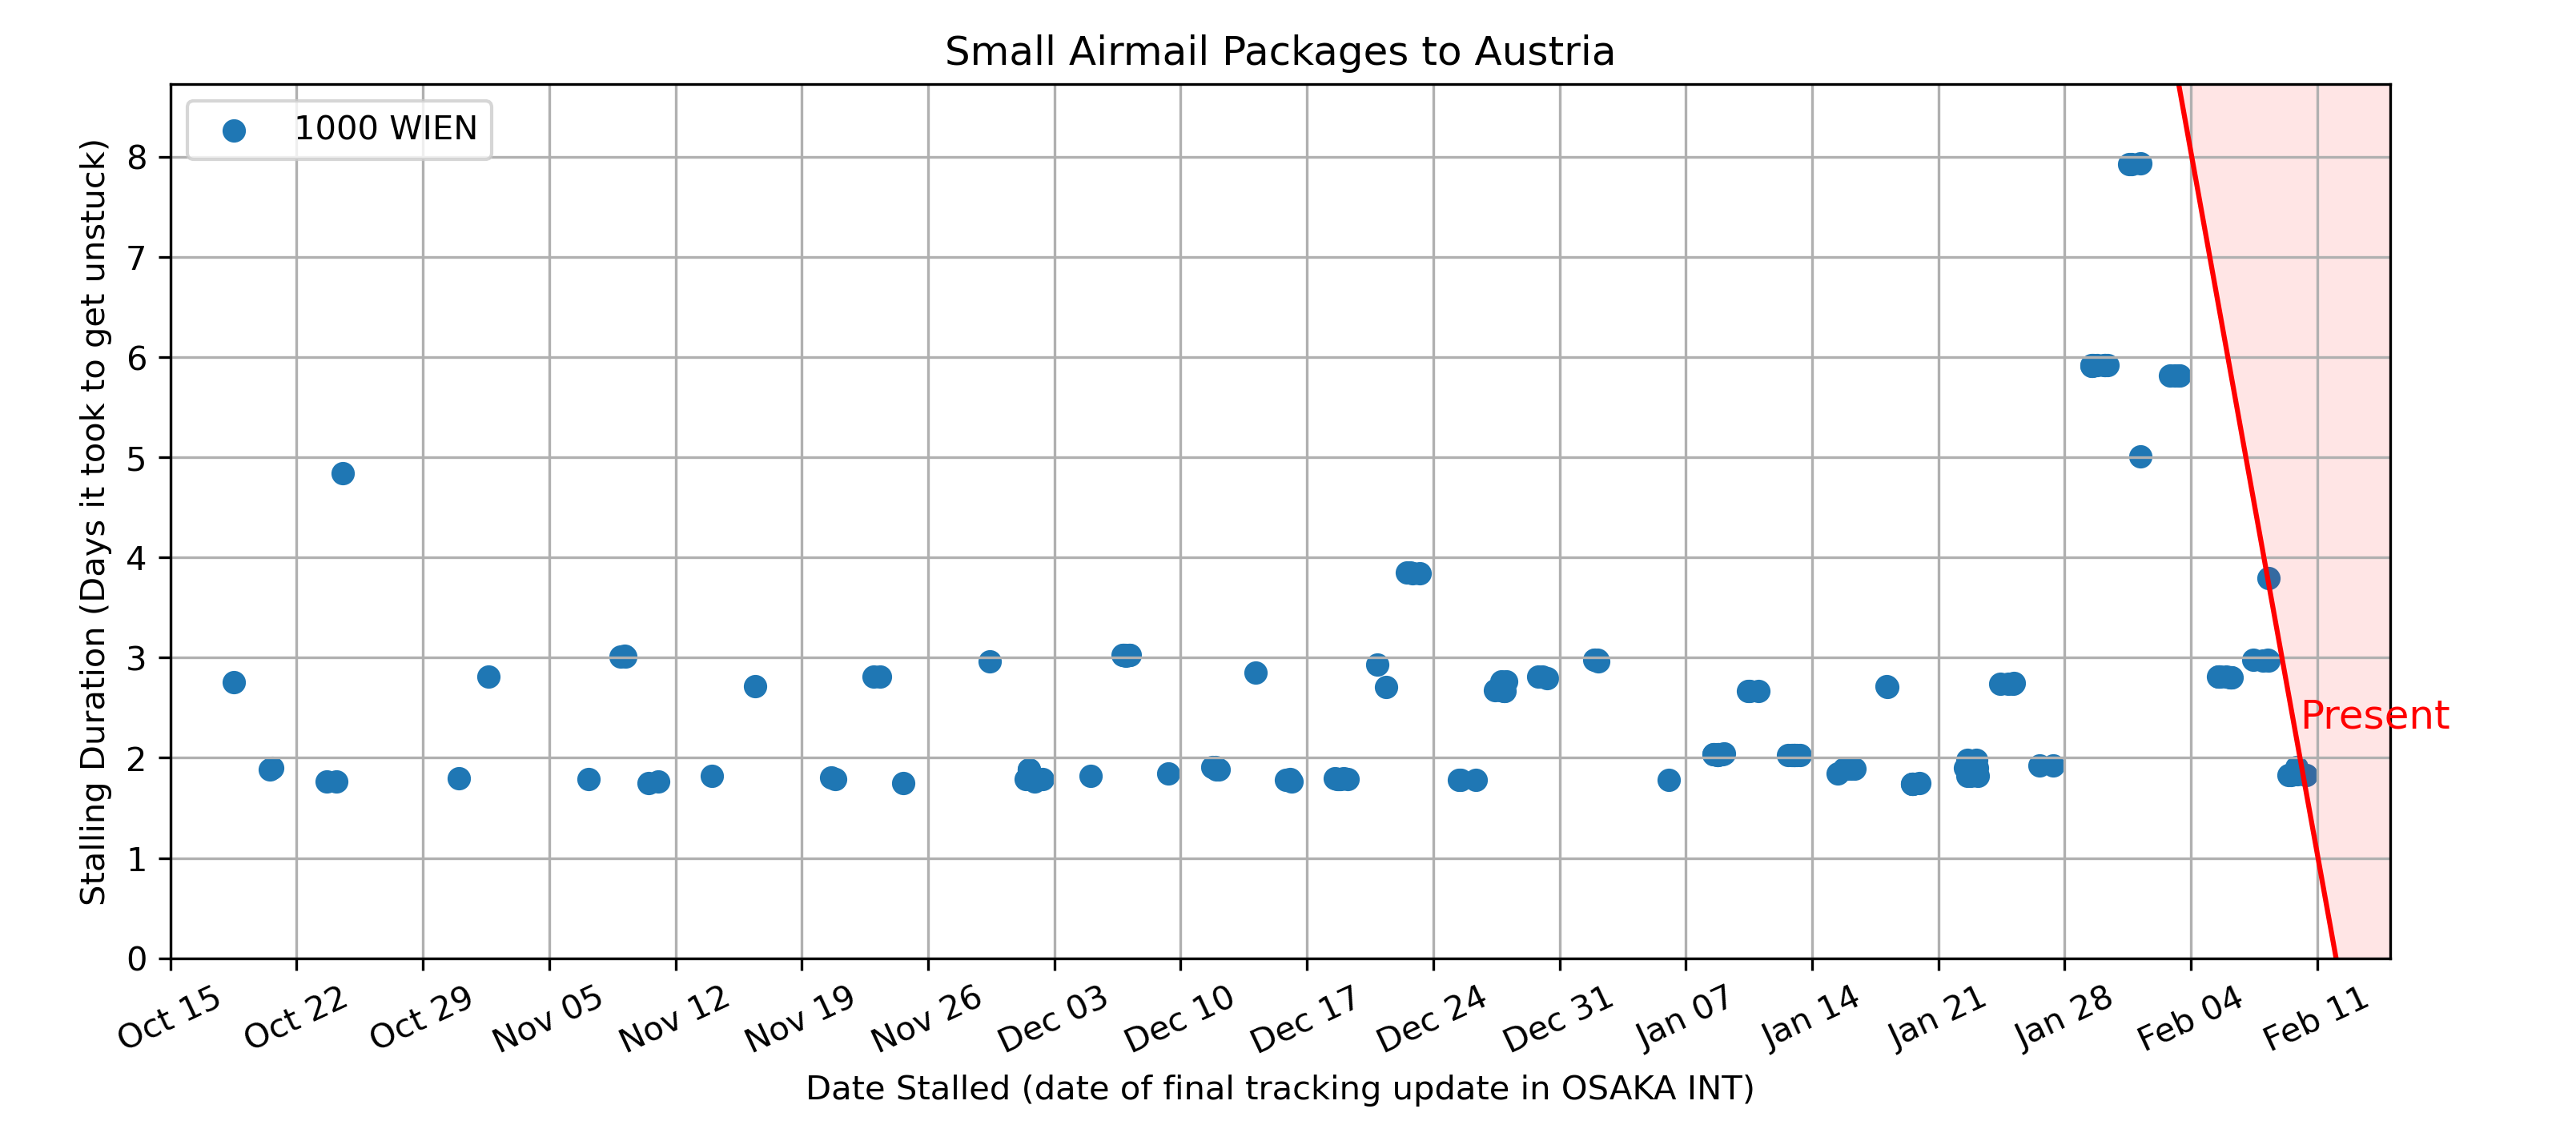 Small Airmail Packages to Austria
1000 WIEN
Stalling Duration (Days it took to get unstuck)
8
7
6
5
4
3
2
1
0
Present
Oct 15
Oct 22
Oct 29
Nov 05
Nov 12
Nov 19
Nov 26
Dec 03
Dec 10
Dec 17
Dec 24
Dec 31
Jan 07
Jan 14
Jan 21
Jan 28
Feb 04
Feb 11
Date Stalled (date of final tracking update in OSAKA INT)